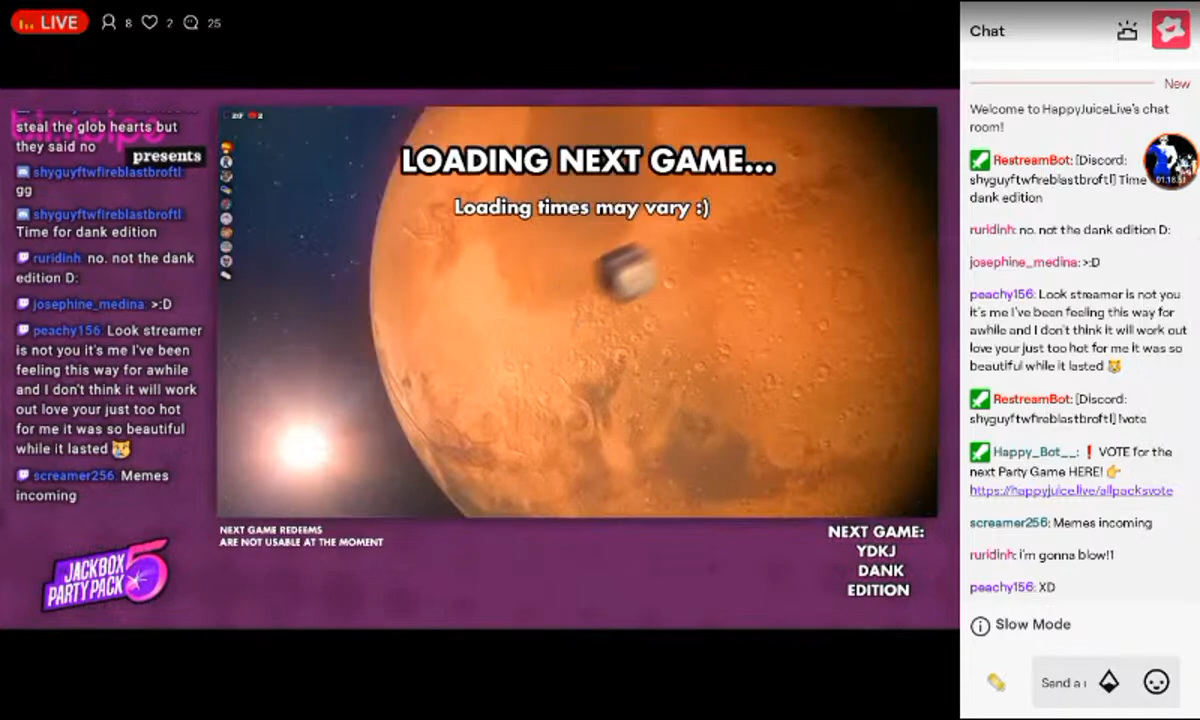 LIVE 8 2 25
steal the glob hearts but
they said no
presents
shyguyftwfireblastbroftl
gg
shyguyftwfireblastbroftl
Time for dank edition
ruridinh: no. not the dank
edition D:
josephine_medina: >:D
peachy156: Look streamer
is not you it's me I've been
feeling this way for awhile
and I don't think it will work
out love your just too hot
for me it was so beautiful
while it lasted 😿
screamer256: Memes
incoming
JACKBOX
PARTY PACK 5
LOADING NEXT GAME...
Loading times may vary :)
NEXT GAME REDEEMS
ARE NOT USABLE AT THE MOMENT
NEXT GAME:
YDKJ
DANK
EDITION
Chat
New
Welcome to HappyJuiceLive's chat
room!
RestreamBot: [Discord:
shyguyftwfireblastbroftl] Time
dank edition
01:18:51
ruridinh: no. not the dank edition D:
josephine_medina: >:D
peachy156: Look streamer is not you
it's me I've been feeling this way for
awhile and I don't think it will work out
love your just too hot for me it was so
beautiful while it lasted 😿
RestreamBot: [Discord:
shyguyftwfireblastbroftl] !vote
Happy_Bot__: ❗ VOTE for the
next Party Game HERE! 👉
https://happyjuice.live/allpacksvote
screamer256: Memes incoming
ruridinh: i'm gonna blow!1
peachy156: XD
Slow Mode
Send a